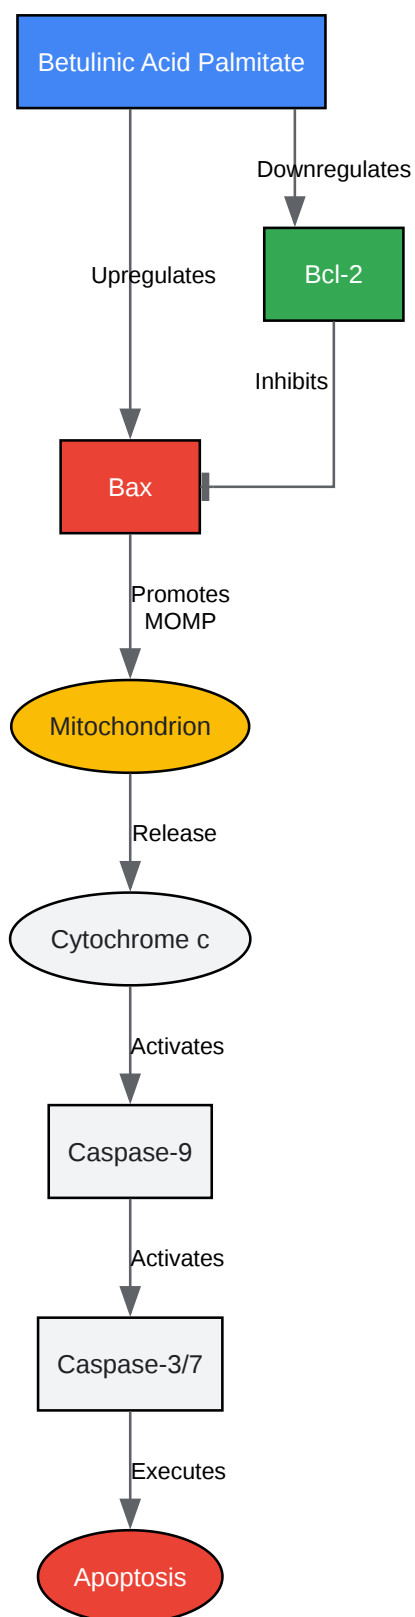 Betulinic Acid Palmitate
Downregulates
Upregulates
Bcl-2
Inhibits
Bax
Promotes
MOMP
Mitochondrion
Release
Cytochrome c
Activates
Caspase-9
Activates
Caspase-3/7
Executes
Apoptosis